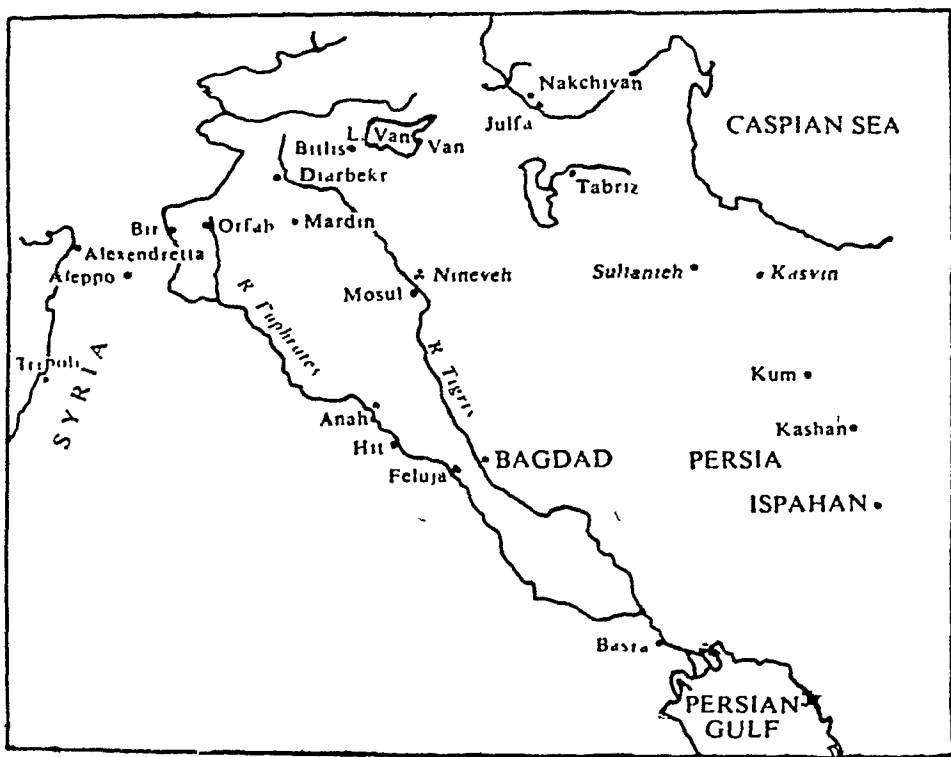 Nakchivan
Julfa
CASPIAN SEA
L. Van
Van
Bitlis
Diarbekr
Tabriz
Bir
Orfah
Mardin
Alexendretta
Aleppo
Nineveh
Mosul
Sultanieh
Kasvin
R Euphrates
R Tigris
Tripoli
SYRIA
Kum
Anah
Kashan
Hit
BAGDAD
PERSIA
Feluja
ISPAHAN
Basra
PERSIAN
GULF